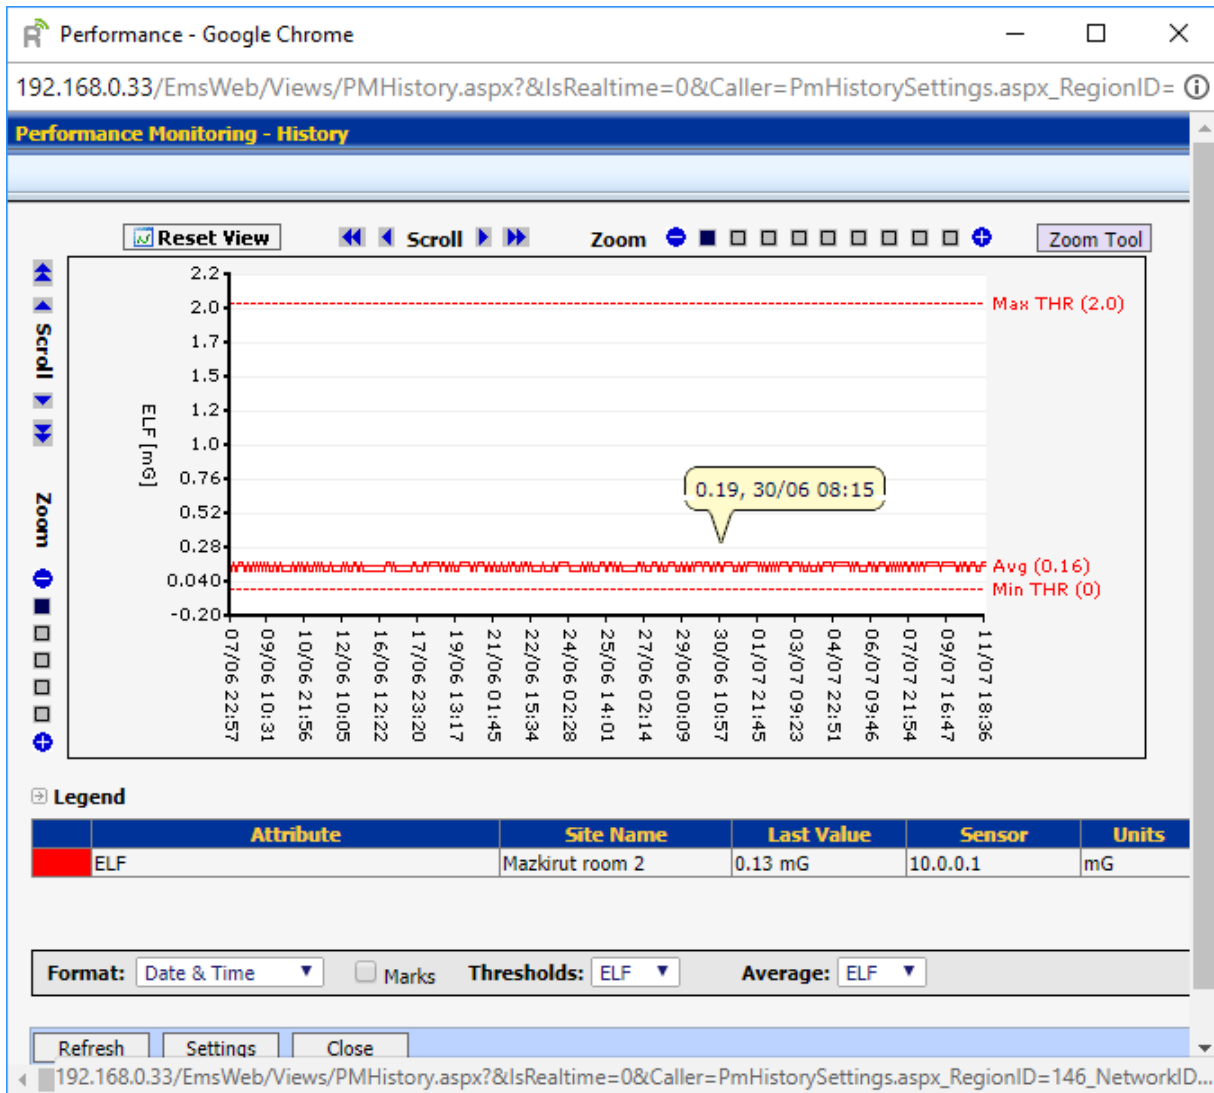 Performance - Google Chrome
192.168.0.33/EmsWeb/Views/PMHistory.aspx?&IsRealtime=0&Caller=PmHistorySettings.aspx_RegionID=
Performance Monitoring - History
Reset View Scroll Zoom Zoom Tool
Scroll
Zoom
ELF [mG]
2.2
2.0
1.7
1.5
1.2
1.0
0.76
0.52
0.28
0.040
-0.20
Max THR (2.0)
0.19, 30/06 08:15
Avg (0.16)
Min THR (0)
07/06 22:57
09/06 10:31
10/06 21:56
12/06 10:05
16/06 12:22
17/06 23:20
19/06 13:17
21/06 01:45
22/06 15:34
24/06 02:28
25/06 14:01
27/06 02:14
29/06 00:09
30/06 10:57
01/07 21:45
03/07 09:23
04/07 22:51
06/07 09:46
07/07 21:54
09/07 16:47
11/07 18:36
Legend
Attribute Site Name Last Value Sensor Units
ELF Mazkirut room 2 0.13 mG 10.0.0.1 mG
Format: Date & Time Marks Thresholds: ELF Average: ELF
Refresh Settings Close
192.168.0.33/EmsWeb/Views/PMHistory.aspx?&IsRealtime=0&Caller=PmHistorySettings.aspx_RegionID=146_NetworkID...